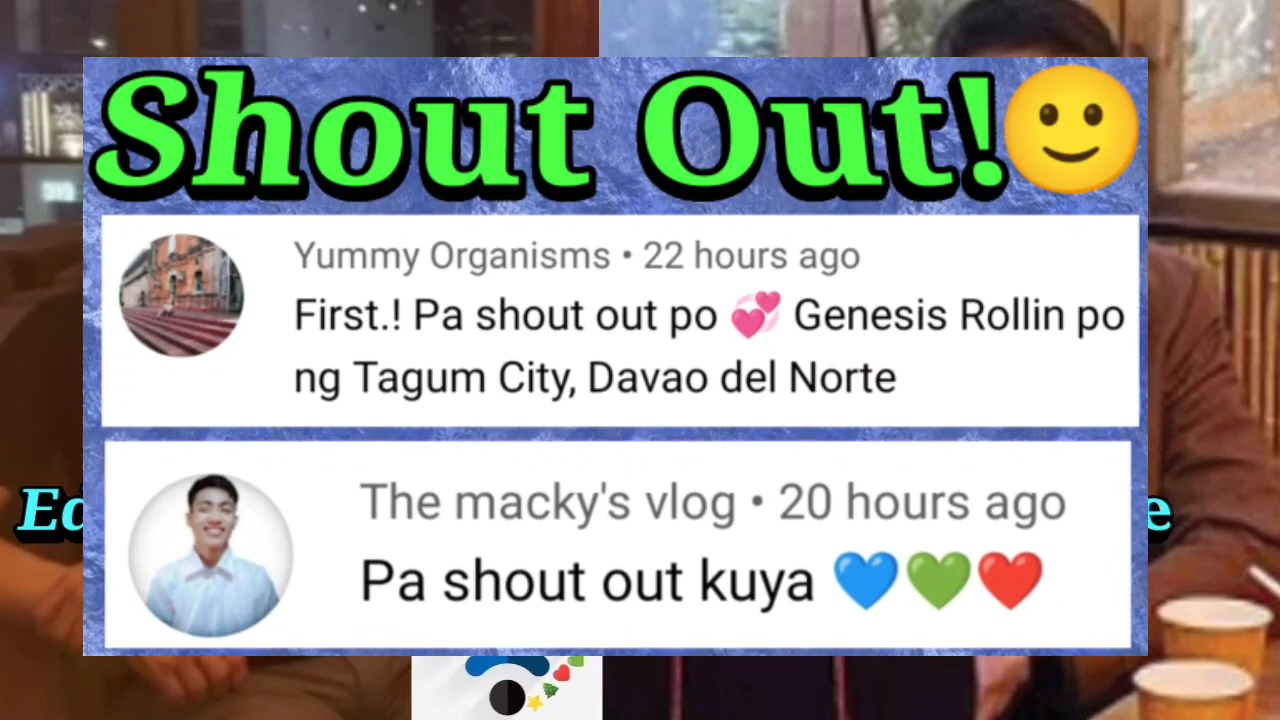 Shout Out!🙂
Yummy Organisms • 22 hours ago
First.! Pa shout out po 💞 Genesis Rollin po
ng Tagum City, Davao del Norte
The macky's vlog • 20 hours ago
Pa shout out kuya 💙💚❤️